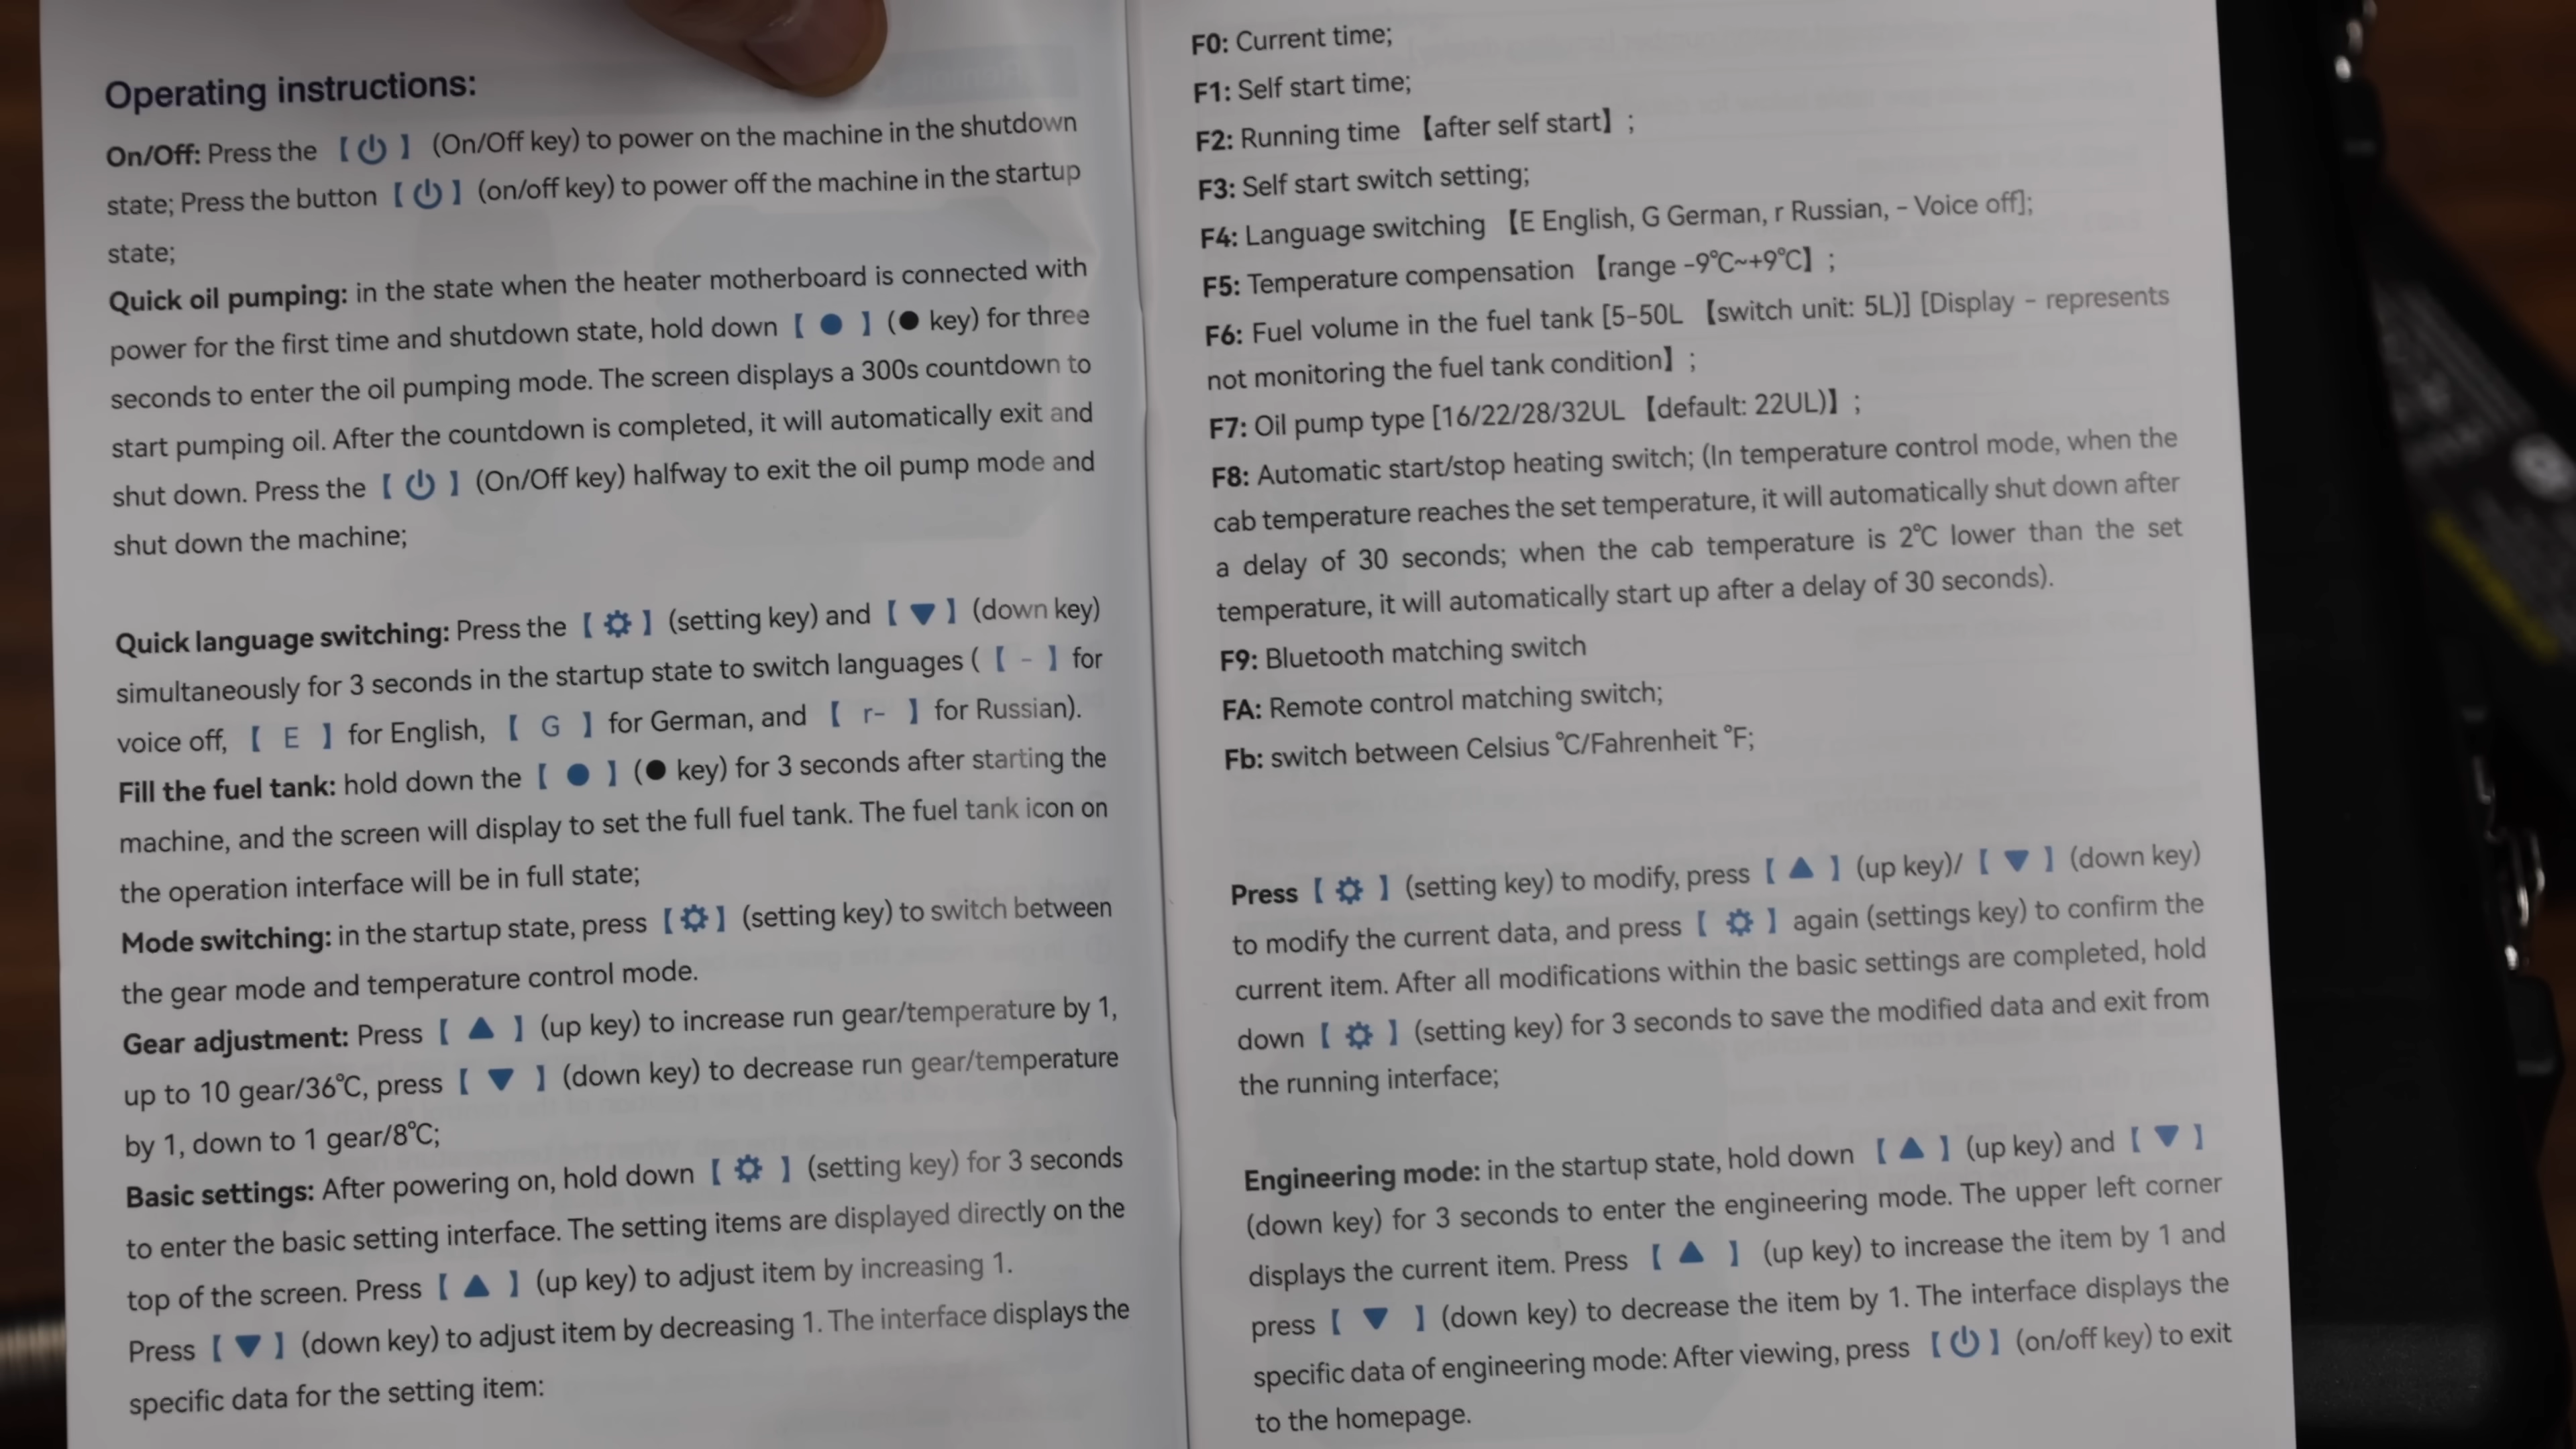 Operating instructions:
On/Off: Press the 【⏻】 (On/Off key) to power on the machine in the shutdown
state; Press the button 【⏻】 (on/off key) to power off the machine in the startup
state;
Quick oil pumping: in the state when the heater motherboard is connected with
power for the first time and shutdown state, hold down 【●】 (● key) for three
seconds to enter the oil pumping mode. The screen displays a 300s countdown to
start pumping oil. After the countdown is completed, it will automatically exit and
shut down. Press the 【⏻】 (On/Off key) halfway to exit the oil pump mode and
shut down the machine;
Quick language switching: Press the 【⚙】 (setting key) and 【▼】 (down key)
simultaneously for 3 seconds in the startup state to switch languages (【-】 for
voice off, 【E】 for English, 【G】 for German, and 【r-】 for Russian).
Fill the fuel tank: hold down the 【●】 (● key) for 3 seconds after starting the
machine, and the screen will display to set the full fuel tank. The fuel tank icon on
the operation interface will be in full state;
Mode switching: in the startup state, press 【⚙】 (setting key) to switch between
the gear mode and temperature control mode.
Gear adjustment: Press 【▲】 (up key) to increase run gear/temperature by 1,
up to 10 gear/36℃, press 【▼】 (down key) to decrease run gear/temperature
by 1, down to 1 gear/8℃;
Basic settings: After powering on, hold down 【⚙】 (setting key) for 3 seconds
to enter the basic setting interface. The setting items are displayed directly on the
top of the screen. Press 【▲】 (up key) to adjust item by increasing 1.
Press 【▼】 (down key) to adjust item by decreasing 1. The interface displays the
specific data for the setting item:
F0: Current time;
F1: Self start time;
F2: Running time 【after self start】;
F3: Self start switch setting;
F4: Language switching 【E English, G German, r Russian, - Voice off];
F5: Temperature compensation 【range -9℃~+9℃】;
F6: Fuel volume in the fuel tank [5-50L 【switch unit: 5L)] [Display - represents
not monitoring the fuel tank condition】;
F7: Oil pump type [16/22/28/32UL 【default: 22UL)】;
F8: Automatic start/stop heating switch; (In temperature control mode, when the
cab temperature reaches the set temperature, it will automatically shut down after
a delay of 30 seconds; when the cab temperature is 2℃ lower than the set
temperature, it will automatically start up after a delay of 30 seconds).
F9: Bluetooth matching switch
FA: Remote control matching switch;
Fb: switch between Celsius ℃/Fahrenheit ℉;
Press 【⚙】 (setting key) to modify, press 【▲】 (up key)/ 【▼】 (down key)
to modify the current data, and press 【⚙】 again (settings key) to confirm the
current item. After all modifications within the basic settings are completed, hold
down 【⚙】 (setting key) for 3 seconds to save the modified data and exit from
the running interface;
Engineering mode: in the startup state, hold down 【▲】 (up key) and 【▼】
(down key) for 3 seconds to enter the engineering mode. The upper left corner
displays the current item. Press 【▲】 (up key) to increase the item by 1 and
press 【▼】 (down key) to decrease the item by 1. The interface displays the
specific data of engineering mode: After viewing, press 【⏻】 (on/off key) to exit
to the homepage.